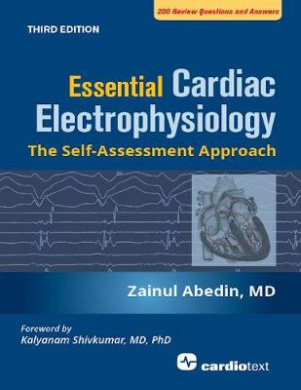 200 Review Questions and Answers
THIRD EDITION
Essential Cardiac
Electrophysiology
The Self-Assessment Approach
Zainul Abedin, MD
Foreword by
Kalyanam Shivkumar, MD, PhD
cardiotext